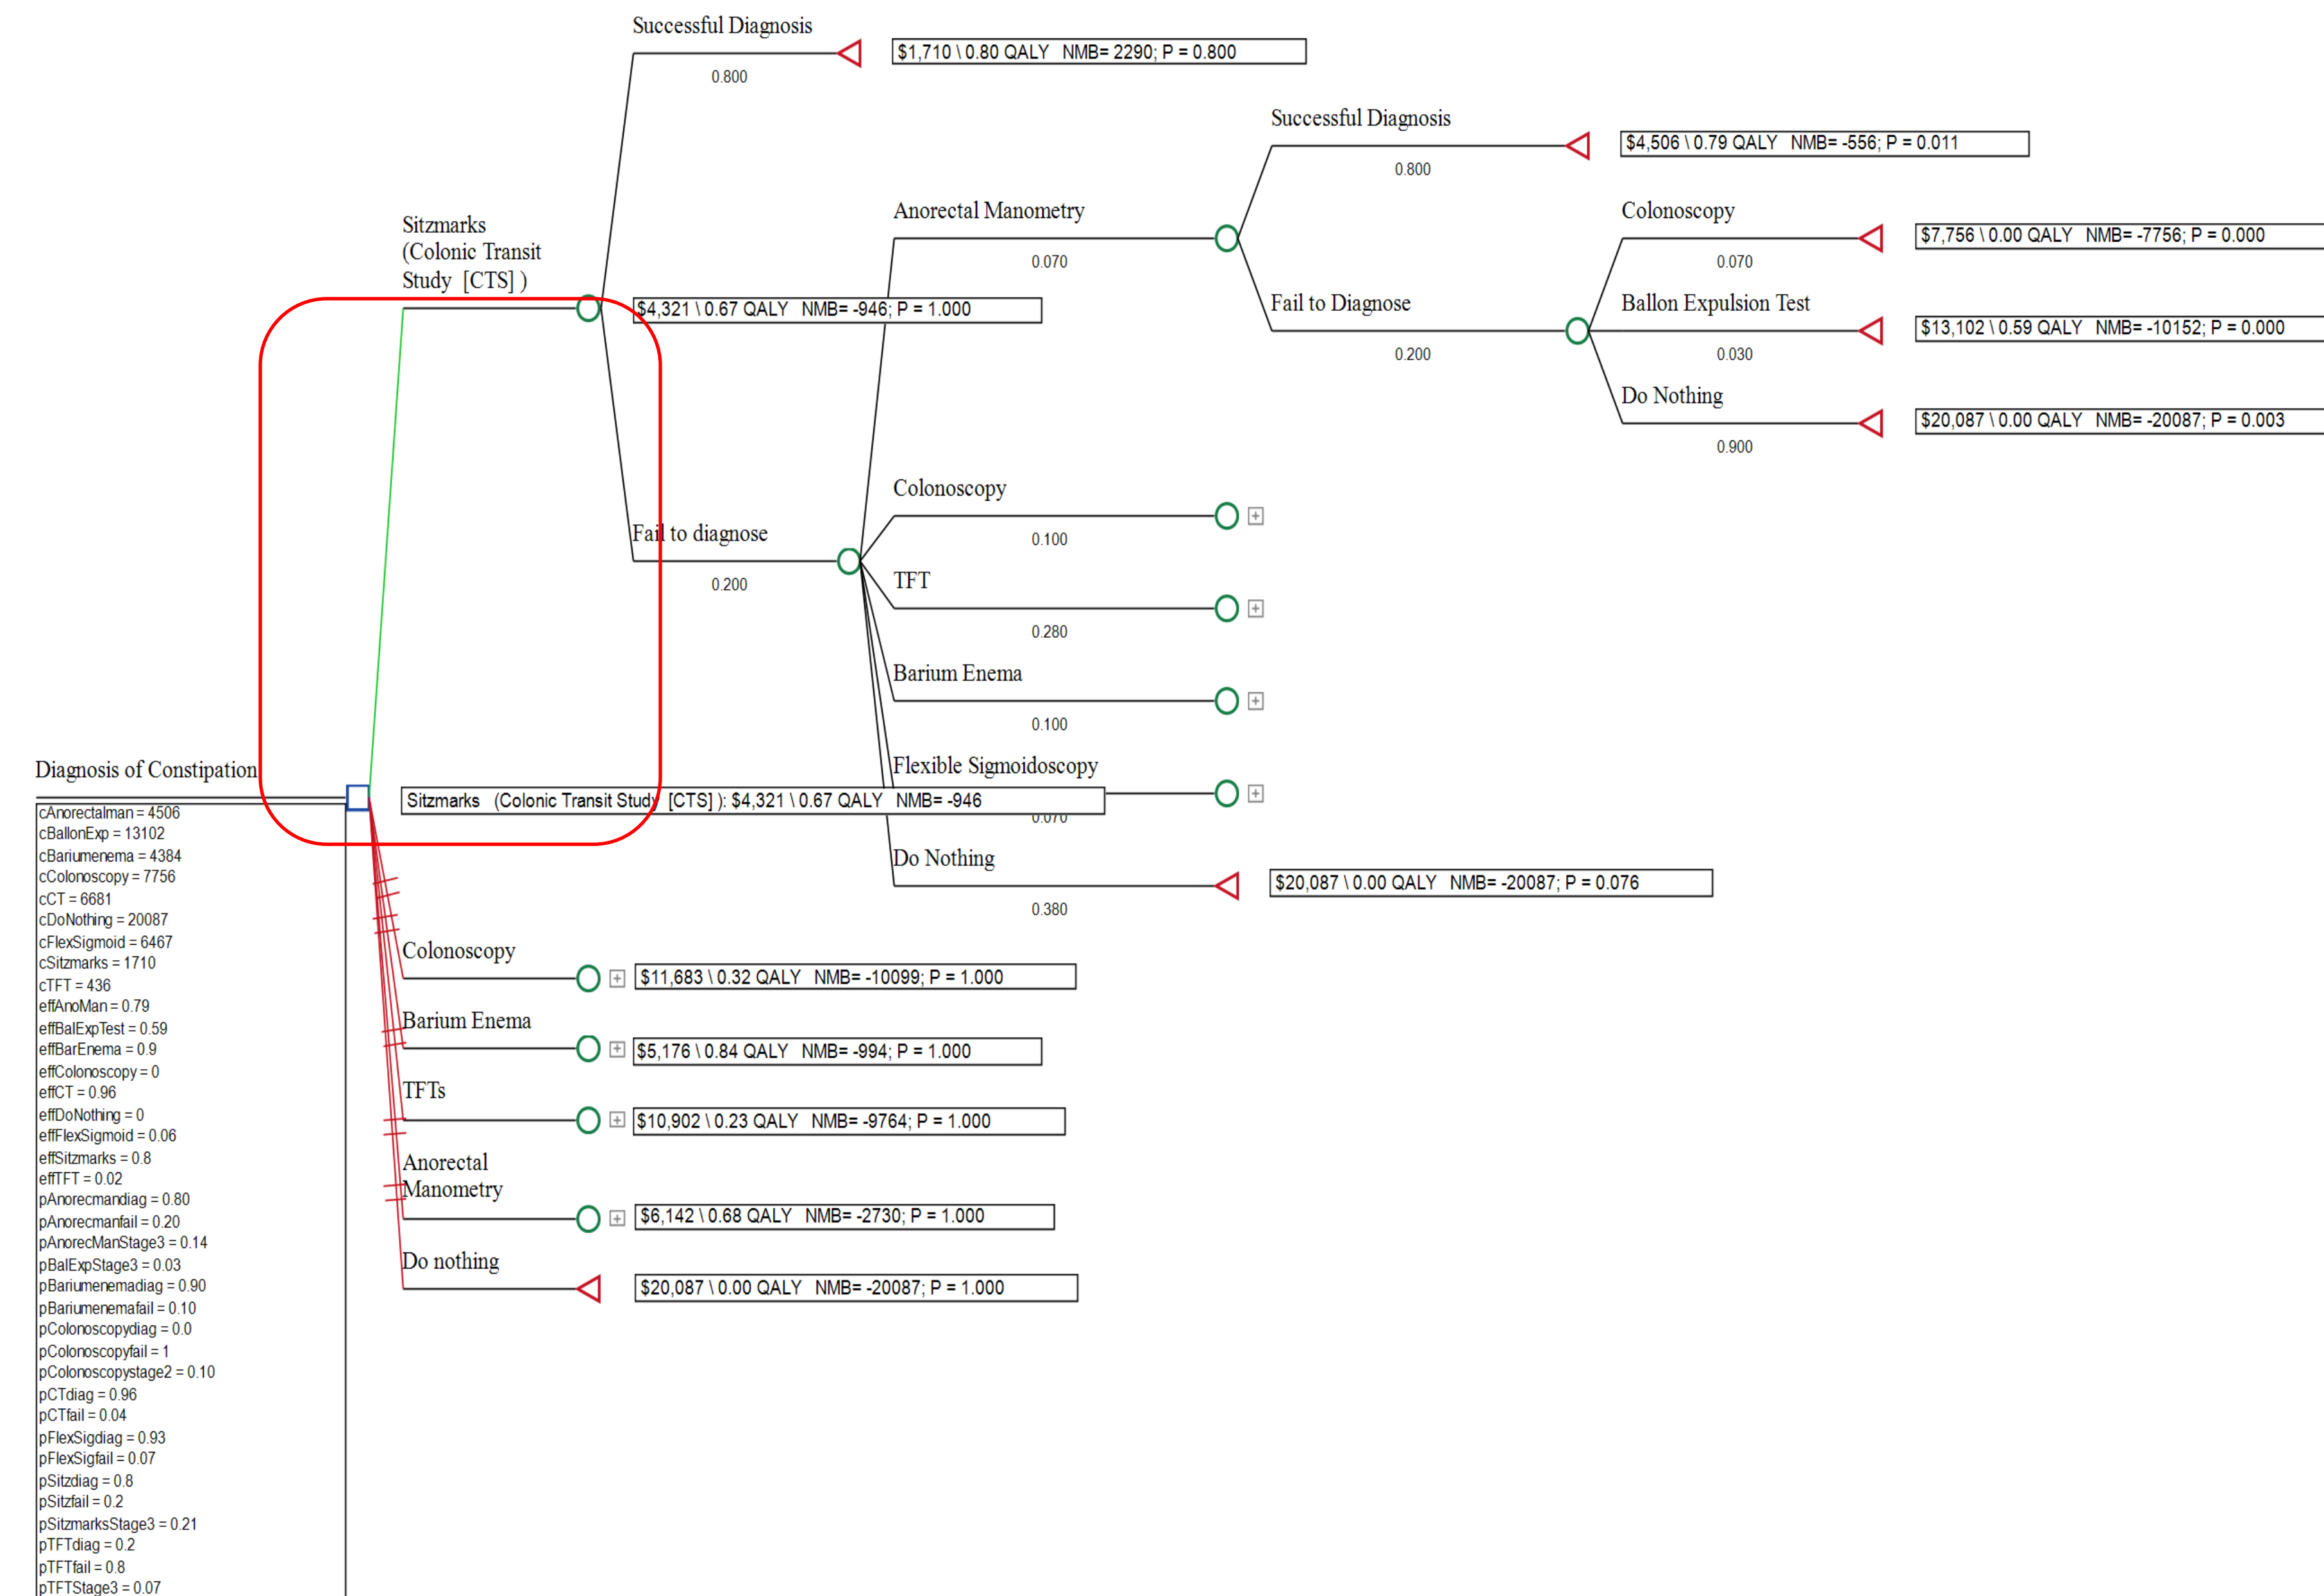 Successful Diagnosis
$1,710 \ 0.80 QALY NMB= 2290; P = 0.800
0.800
Successful Diagnosis
$4,506 \ 0.79 QALY NMB= -556; P = 0.011
0.800
Sitzmarks
(Colonic Transit
Study [CTS] )
Anorectal Manometry
0.070
Colonoscopy
$7,756 \ 0.00 QALY NMB= -7756; P = 0.000
0.070
$4,321 \ 0.67 QALY NMB= -946; P = 1.000
Fail to Diagnose
0.200
Ballon Expulsion Test
$13,102 \ 0.59 QALY NMB= -10152; P = 0.000
0.030
Do Nothing
$20,087 \ 0.00 QALY NMB= -20087; P = 0.003
0.900
Colonoscopy
0.100
Fail to diagnose
0.200
TFT
0.280
Barium Enema
0.100
Flexible Sigmoidoscopy
0.070
Diagnosis of Constipation
Sitzmarks (Colonic Transit Study [CTS] ): $4,321 \ 0.67 QALY NMB= -946
Do Nothing
$20,087 \ 0.00 QALY NMB= -20087; P = 0.076
0.380
Colonoscopy
$11,683 \ 0.32 QALY NMB= -10099; P = 1.000
Barium Enema
$5,176 \ 0.84 QALY NMB= -994; P = 1.000
TFTs
$10,902 \ 0.23 QALY NMB= -9764; P = 1.000
Anorectal
Manometry
$6,142 \ 0.68 QALY NMB= -2730; P = 1.000
Do nothing
$20,087 \ 0.00 QALY NMB= -20087; P = 1.000
cAnorectalman = 4506
cBallonExp = 13102
cBariumenema = 4384
cColonoscopy = 7756
cCT = 6681
cDoNothing = 20087
cFlexSigmoid = 6467
cSitzmarks = 1710
cTFT = 436
effAnoMan = 0.79
effBalExpTest = 0.59
effBarEnema = 0.9
effColonoscopy = 0
effCT = 0.96
effDoNothing = 0
effFlexSigmoid = 0.06
effSitzmarks = 0.8
effTFT = 0.02
pAnorecmandiag = 0.80
pAnorecmanfail = 0.20
pAnorecManStage3 = 0.14
pBalExpStage3 = 0.03
pBariumenemadiag = 0.90
pBariumenemafail = 0.10
pColonoscopydiag = 0.0
pColonoscopyfail = 1
pColonoscopystage2 = 0.10
pCTdiag = 0.96
pCTfail = 0.04
pFlexSigdiag = 0.93
pFlexSigfail = 0.07
pSitzdiag = 0.8
pSitzfail = 0.2
pSitzmarksStage3 = 0.21
pTFTdiag = 0.2
pTFTfail = 0.8
pTFTStage3 = 0.07